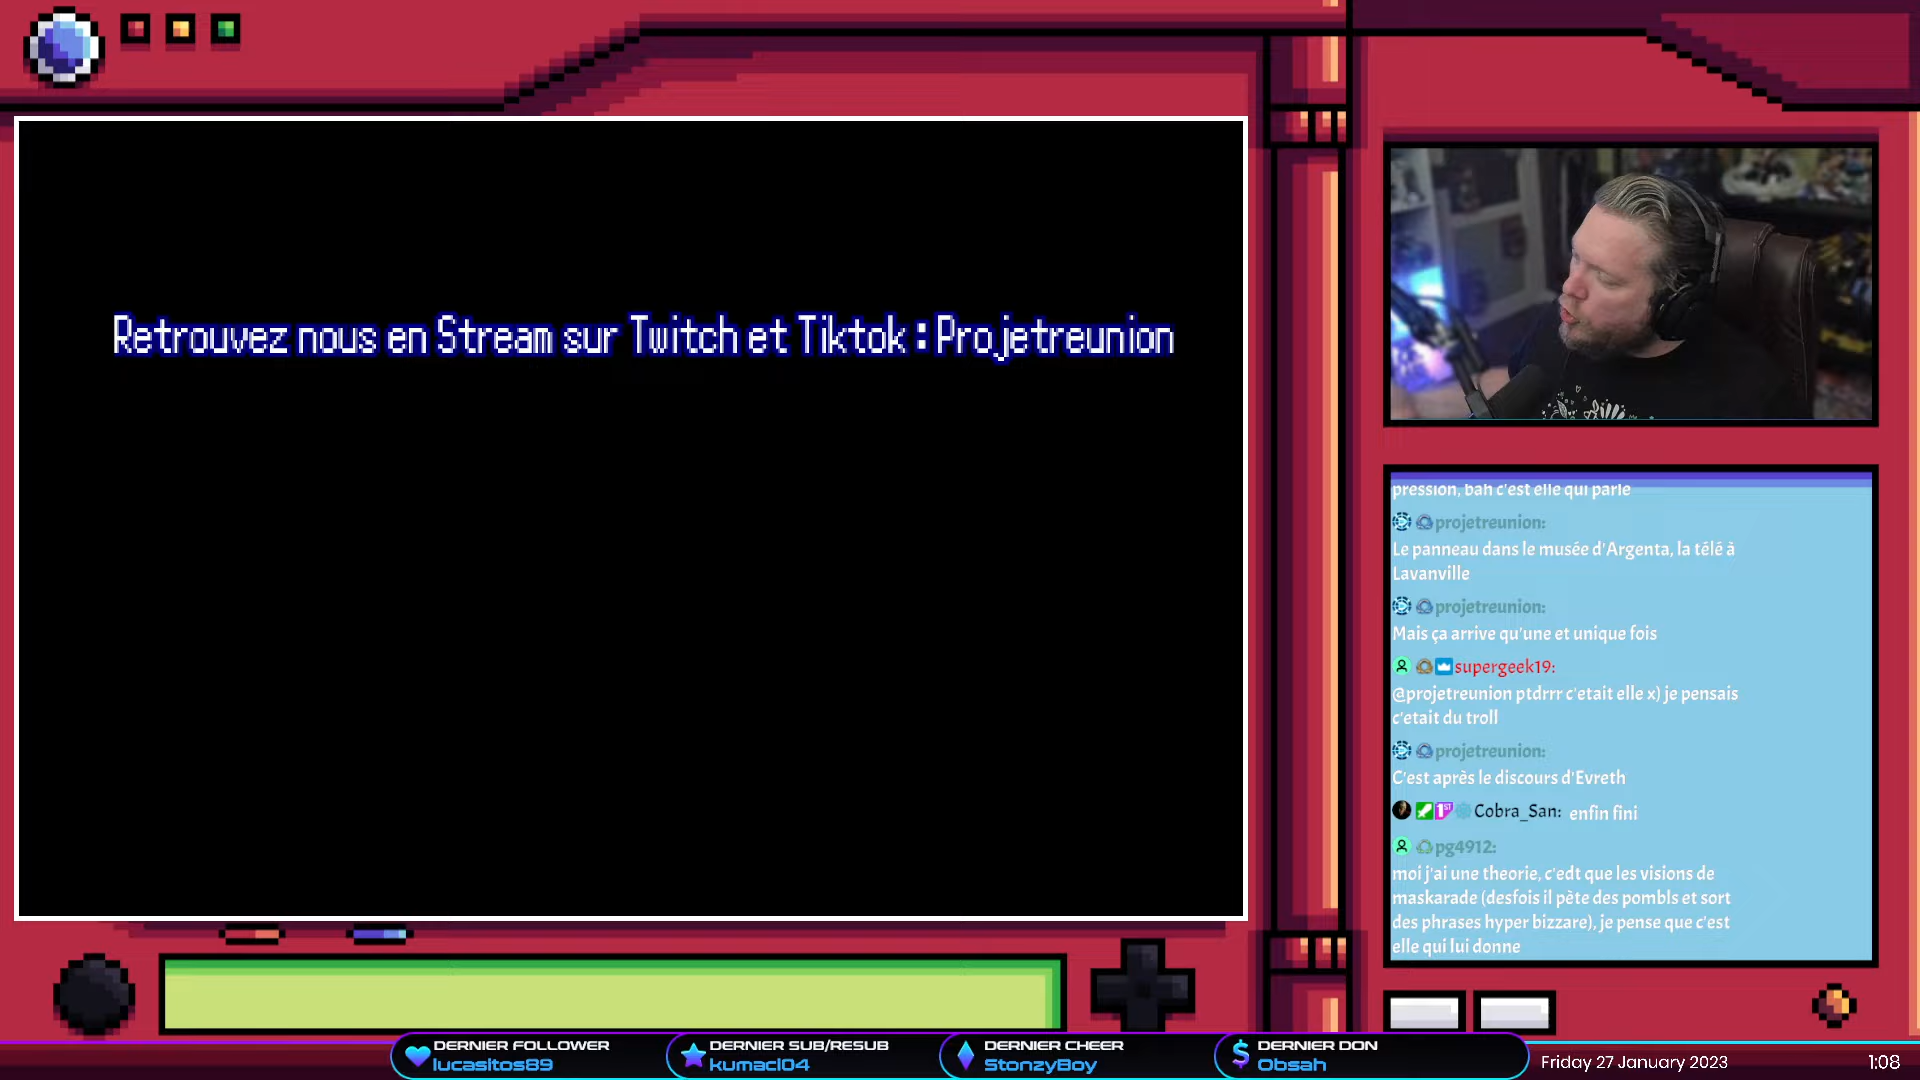 Retrouvez nous en Stream sur Twitch et Tiktok : Projetreunion
pression, bah c'est elle qui parle
projetreunion:
Le panneau dans le musée d'Argenta, la télé à
Lavanville
projetreunion:
Mais ça arrive qu'une et unique fois
supergeek19:
@projetreunion ptdrrr c'etait elle x) je pensais
c'etait du troll
projetreunion:
C'est après le discours d'Evreth
1ST Cobra_San: enfin fini
pg4912:
moi j'ai une theorie, c'edt que les visions de
maskarade (desfois il pète des pombls et sort
des phrases hyper bizzare), je pense que c'est
elle qui lui donne
DERNIER FOLLOWER
lucasitos89
DERNIER SUB/RESUB
kumaci04
DERNIER CHEER
StonzyBoy
DERNIER DON
Obsah
Friday 27 January 2023
1:08